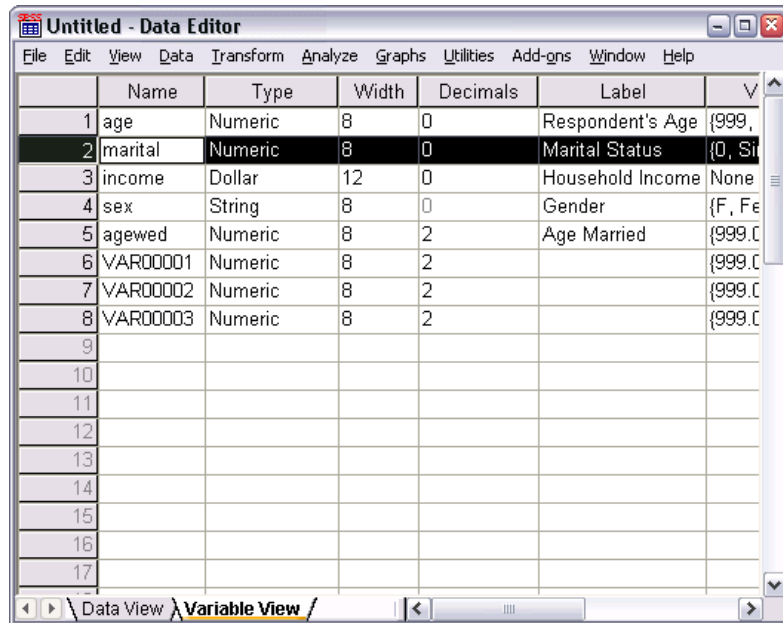 Untitled - Data Editor
File Edit View Data Transform Analyze Graphs Utilities Add-ons Window Help
Name Type Width Decimals Label V
1 age Numeric 8 0 Respondent's Age {999,
2 marital Numeric 8 0 Marital Status {0, Si
3 income Dollar 12 0 Household Income None
4 sex String 8 0 Gender {F, Fe
5 agewed Numeric 8 2 Age Married {999.0
6 VAR00001 Numeric 8 2 {999.0
7 VAR00002 Numeric 8 2 {999.0
8 VAR00003 Numeric 8 2 {999.0
9
10
11
12
13
14
15
16
17
Data View Variable View